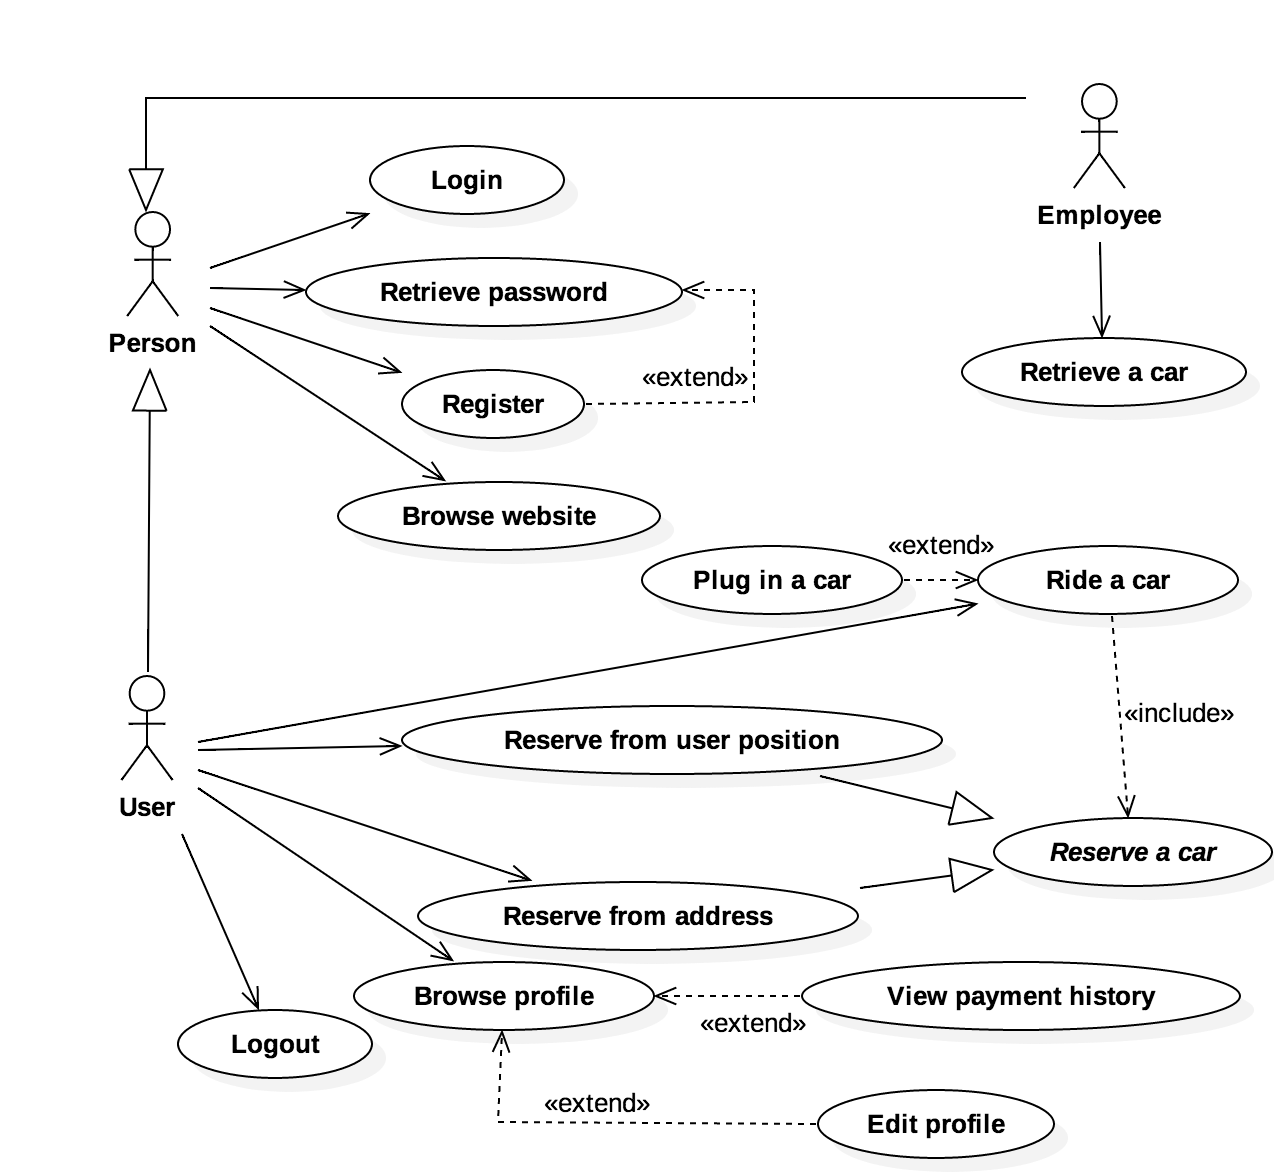 Login
Employee
Retrieve password
Person
Retrieve a car
«extend»
Register
Browse website
«extend»
Plug in a car
Ride a car
«include»
Reserve from user position
User
Reserve a car
Reserve from address
Browse profile
View payment history
«extend»
Logout
«extend»
Edit profile